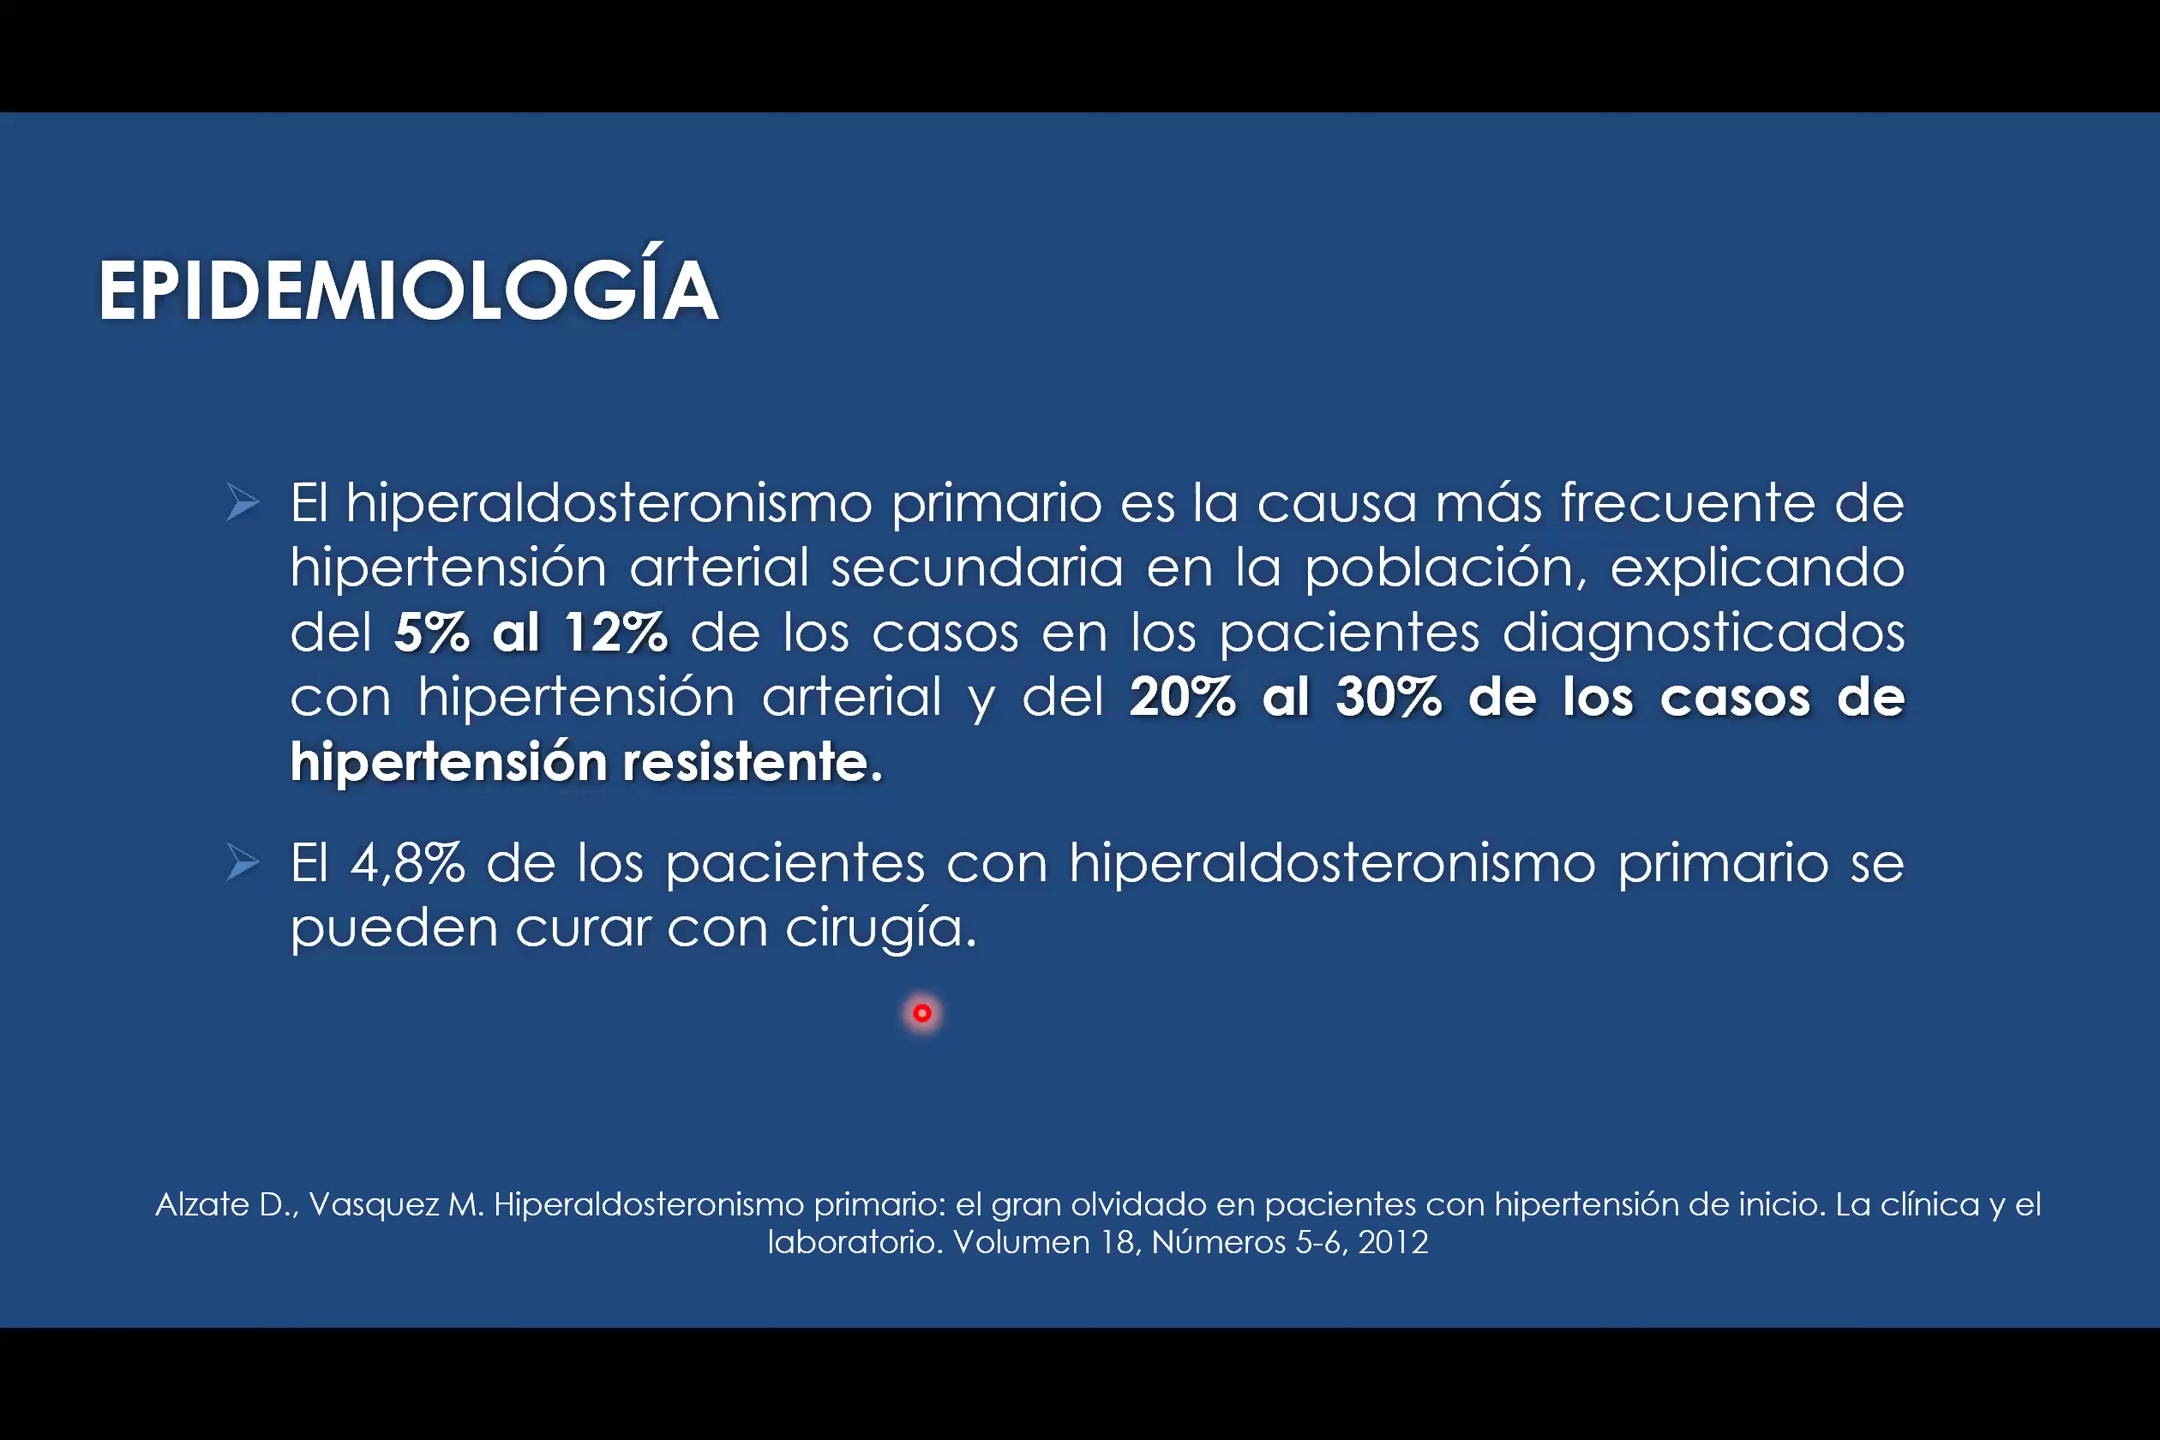 EPIDEMIOLOGÍA
El hiperaldosteronismo primario es la causa más frecuente de
hipertensión arterial secundaria en la población, explicando
del 5% al 12% de los casos en los pacientes diagnosticados
con hipertensión arterial y del 20% al 30% de los casos de
hipertensión resistente.
El 4,8% de los pacientes con hiperaldosteronismo primario se
pueden curar con cirugía.
Alzate D., Vasquez M. Hiperaldosteronismo primario: el gran olvidado en pacientes con hipertensión de inicio. La clínica y el
laboratorio. Volumen 18, Números 5-6, 2012